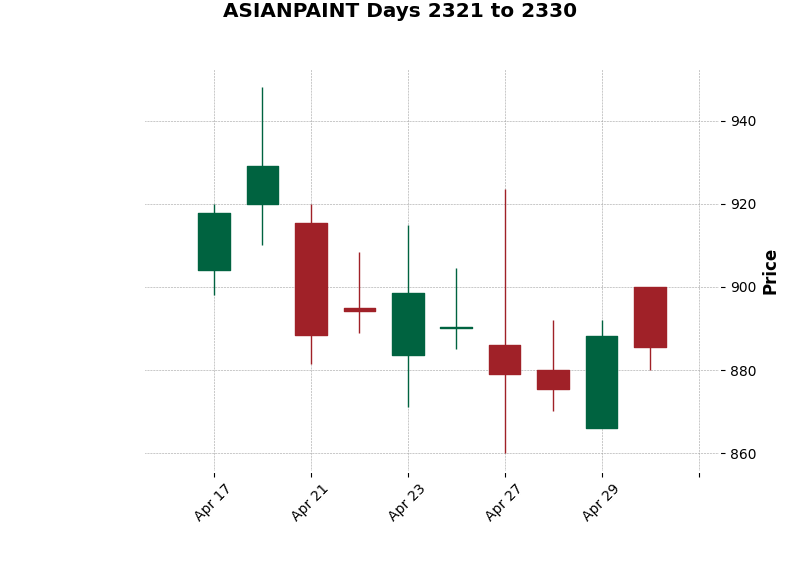 ASIANPAINT Days 2321 to 2330
940
920
900
880
860
Price
Apr 17
Apr 21
Apr 23
Apr 27
Apr 29